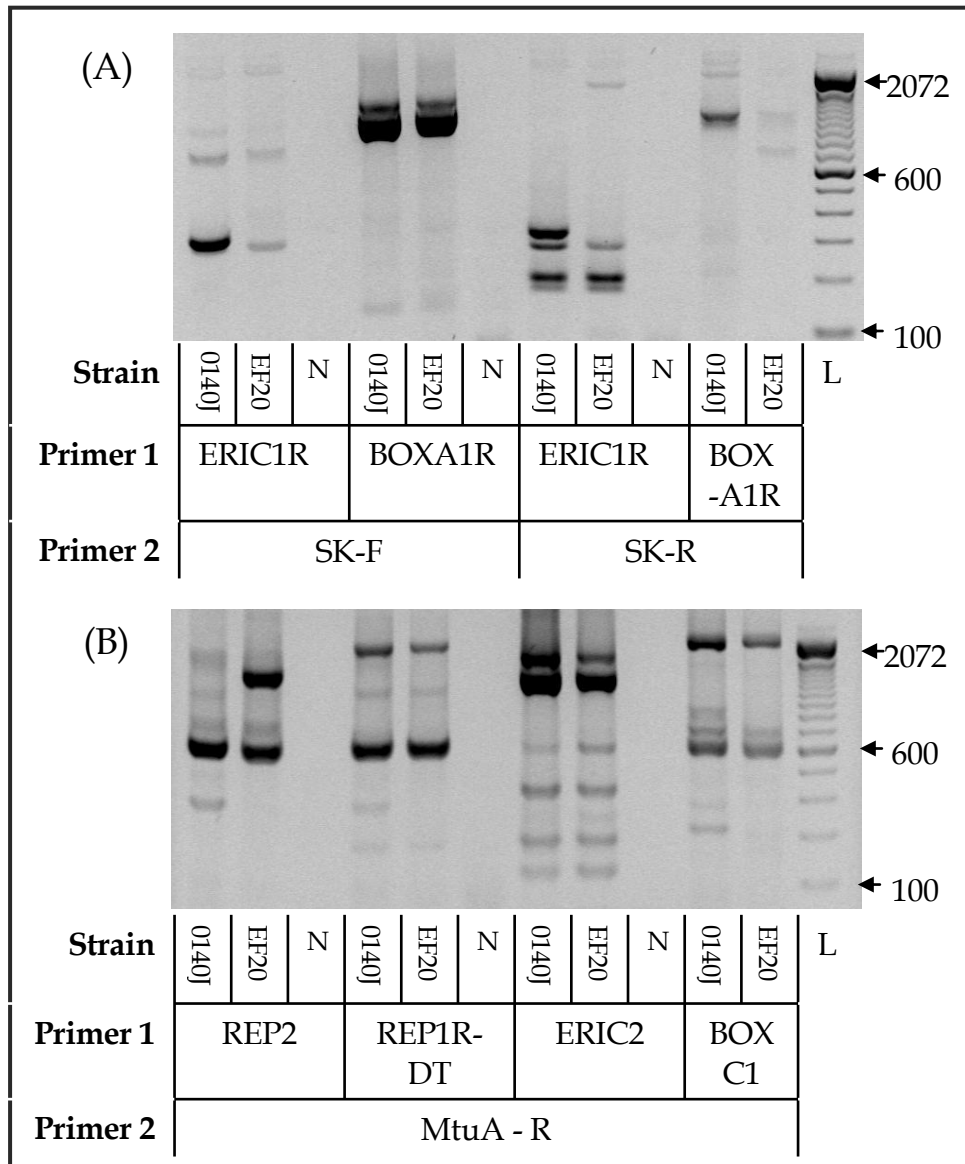 (A)
2072
600
100
Strain 0140J EF20 N 0140J EF20 N 0140J EF20 N 0140J EF20 L
Primer 1 ERIC1R BOXA1R ERIC1R BOX
-A1R
Primer 2 SK-F SK-R
(B)
2072
600
100
Strain 0140J EF20 N 0140J EF20 N 0140J EF20 N 0140J EF20 L
Primer 1 REP2 REP1R- ERIC2 BOX
DT C1
Primer 2 MtuA - R